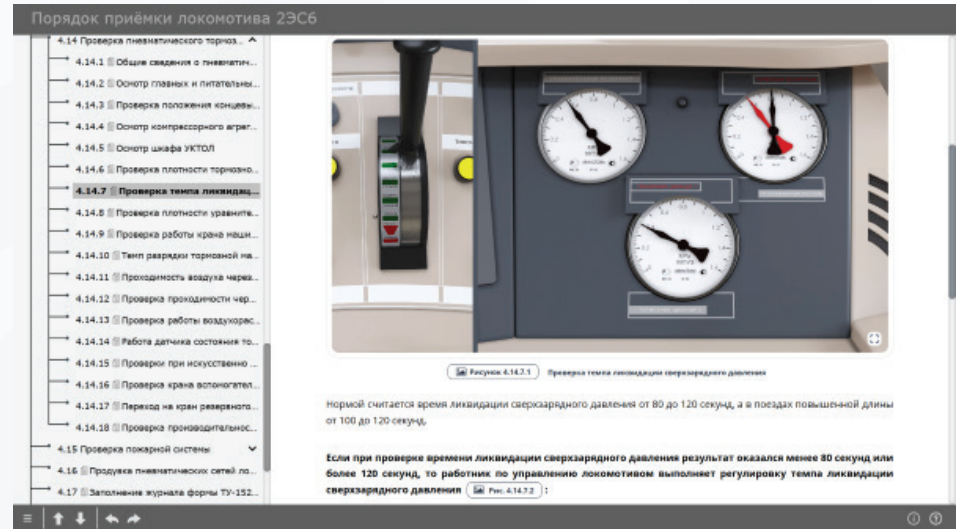 Порядок приёмки локомотива 2ЭС6
4.14 Проверка пневматического тормоз...
4.14.1 Общие сведения о пневматич...
4.14.2 Осмотр главных и питательны...
4.14.3 Проверка положения концевы...
4.14.4 Осмотр компрессорного агрег...
4.14.5 Осмотр шкафа УКТОЛ
4.14.6 Проверка плотности тормозно...
4.14.7 Проверка темпа ликвидац...
4.14.8 Проверка плотности уравните...
4.14.9 Проверка работы крана маши...
4.14.10 Темп разрядки тормозной ма...
4.14.11 Проходимость воздуха через...
4.14.12 Проверка проходимости чер...
4.14.13 Проверка работы воздухорас...
4.14.14 Работа датчика состояния то...
4.14.15 Проверки при искусственно ...
4.14.16 Проверка крана вспомогател...
4.14.17 Переход на кран резервного...
4.14.18 Проверка производительнос...
4.15 Проверка пожарной системы
4.16 Продувка пневматических сетей ло...
4.17 Заполнение журнала формы ТУ-152...
Рисунок 4.14.7.1 Проверка темпа ликвидации сверхзарядного давления
Нормой считается время ликвидации сверхзарядного давления от 80 до 120 секунд, а в поездах повышенной длины
от 100 до 120 секунд.
Если при проверке времени ликвидации сверхзарядного давления результат оказался менее 80 секунд или
более 120 секунд, то работник по управлению локомотивом выполняет регулировку темпа ликвидации
сверхзарядного давления Рис. 4.14.7.2 :